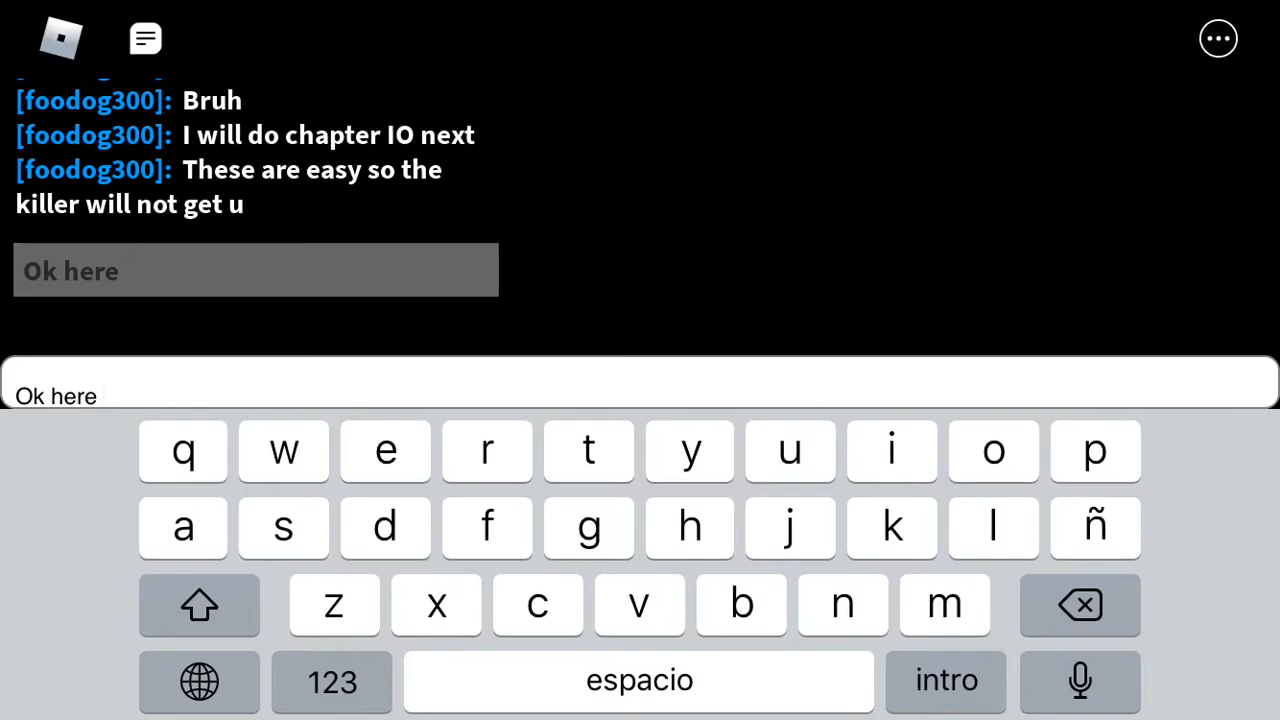 [foodog300]: Bruh
[foodog300]: I will do chapter IO next
[foodog300]: These are easy so the
killer will not get u
Ok here
Ok here
q w e r t y u i o p
a s d f g h j k l ñ
z x c v b n m
123 espacio intro